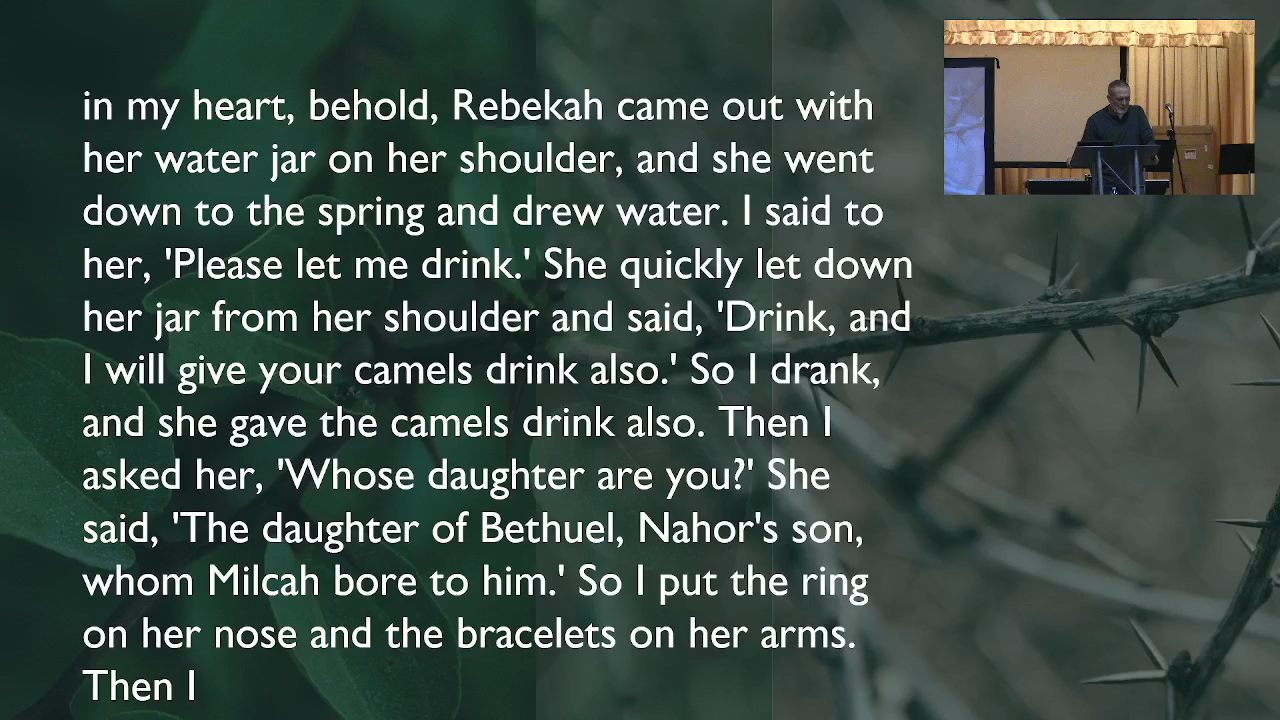 in my heart, behold, Rebekah came out with
her water jar on her shoulder, and she went
down to the spring and drew water. I said to
her, 'Please let me drink.' She quickly let down
her jar from her shoulder and said, 'Drink, and
I will give your camels drink also.' So I drank,
and she gave the camels drink also. Then I
asked her, 'Whose daughter are you?' She
said, 'The daughter of Bethuel, Nahor's son,
whom Milcah bore to him.' So I put the ring
on her nose and the bracelets on her arms.
Then I